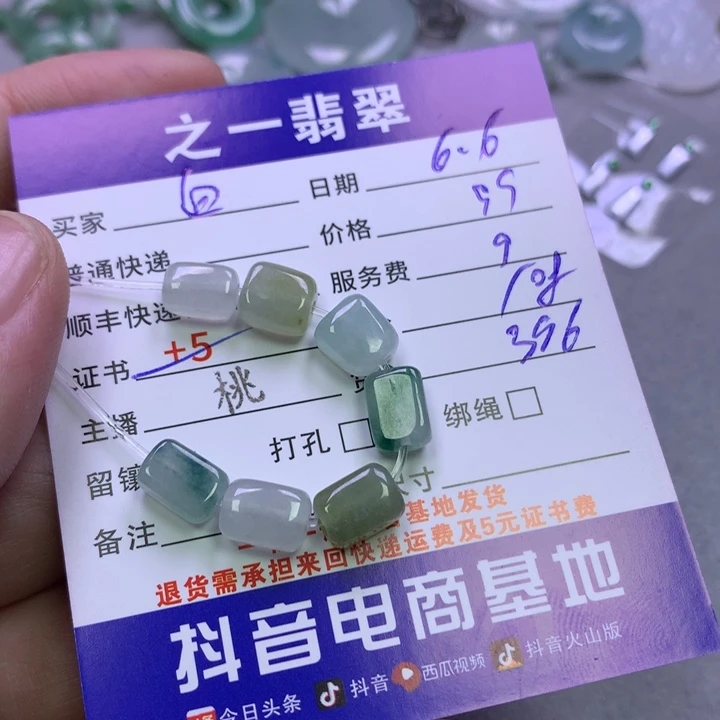 之一翡翠
买家 日期 6.6
普通快递 价格 55
顺丰快递 服务费 9
证书 +5
396
主播 桃
打孔 绑绳
留镶 尺寸
备注
基地发货
退货需承担来回快递运费及5元证书费
抖音电商基地
今日头条 抖音 西瓜视频 抖音火山版